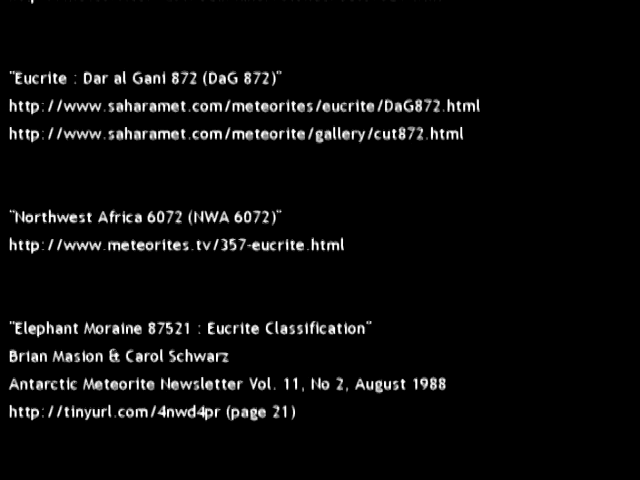 "Eucrite : Dar al Gani 872 (DaG 872)"
http://www.saharamet.com/meteorites/eucrite/DaG872.html
http://www.saharamet.com/meteorite/gallery/cut872.html
"Northwest Africa 6072 (NWA 6072)"
http://www.meteorites.tv/357-eucrite.html
"Elephant Moraine 87521 : Eucrite Classification"
Brian Masion & Carol Schwarz
Antarctic Meteorite Newsletter Vol. 11, No 2, August 1988
http://tinyurl.com/4nwd4pr (page 21)